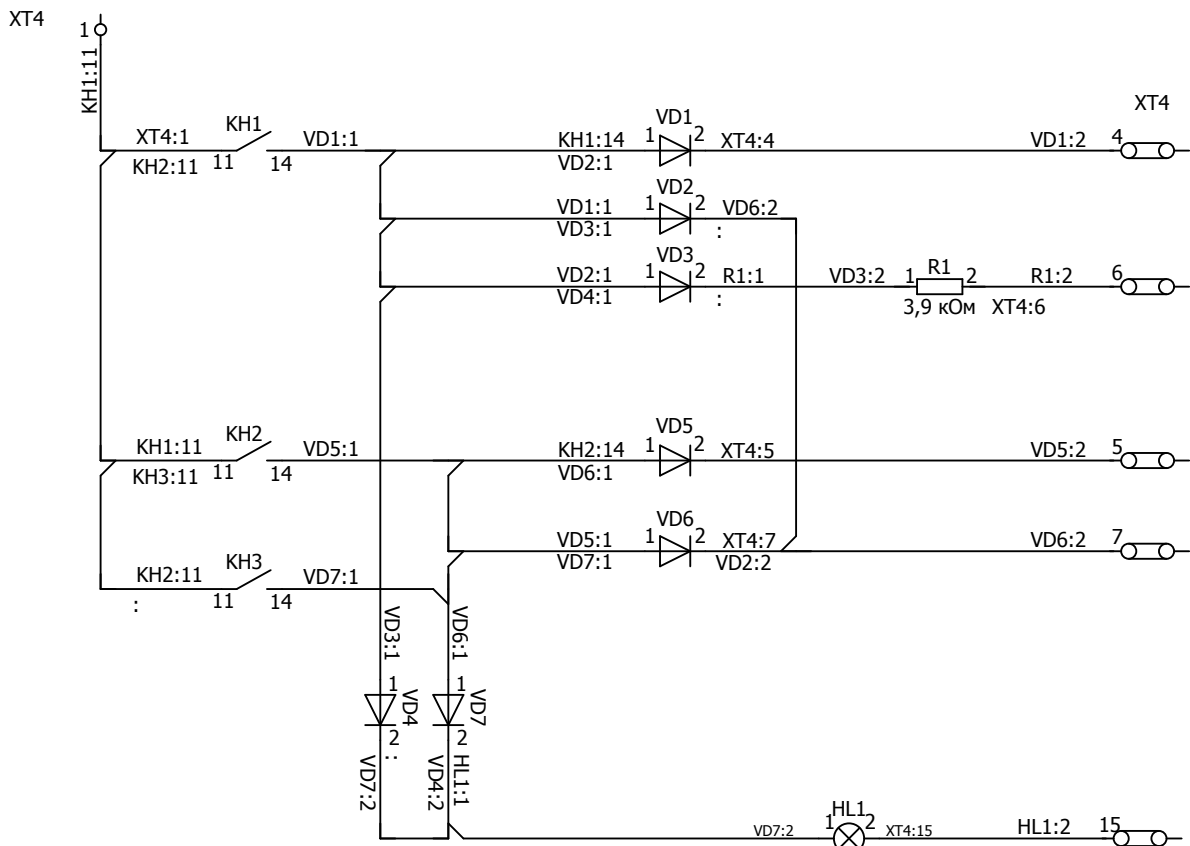 XT4
1
KH1:11
XT4
XT4:1
KH1
VD1:1
KH2:11
11
14
KH1:14
VD2:1
1
VD1
2
XT4:4
VD1:2
4
VD1:1
VD3:1
1
VD2
2
VD6:2
:
VD2:1
VD4:1
1
VD3
2
R1:1
:
VD3:2
1
R1
2
3,9 кОм
XT4:6
R1:2
6
KH1:11
KH2
VD5:1
KH3:11
11
14
KH2:14
VD6:1
1
VD5
2
XT4:5
VD5:2
5
VD5:1
VD7:1
1
VD6
2
XT4:7
VD2:2
VD6:2
7
KH2:11
KH3
VD7:1
:
11
14
VD3:1
1
VD4
2
:
VD7:2
VD6:1
1
VD7
2
HL1:1
VD4:2
VD7:2
1
HL1
2
XT4:15
HL1:2
15